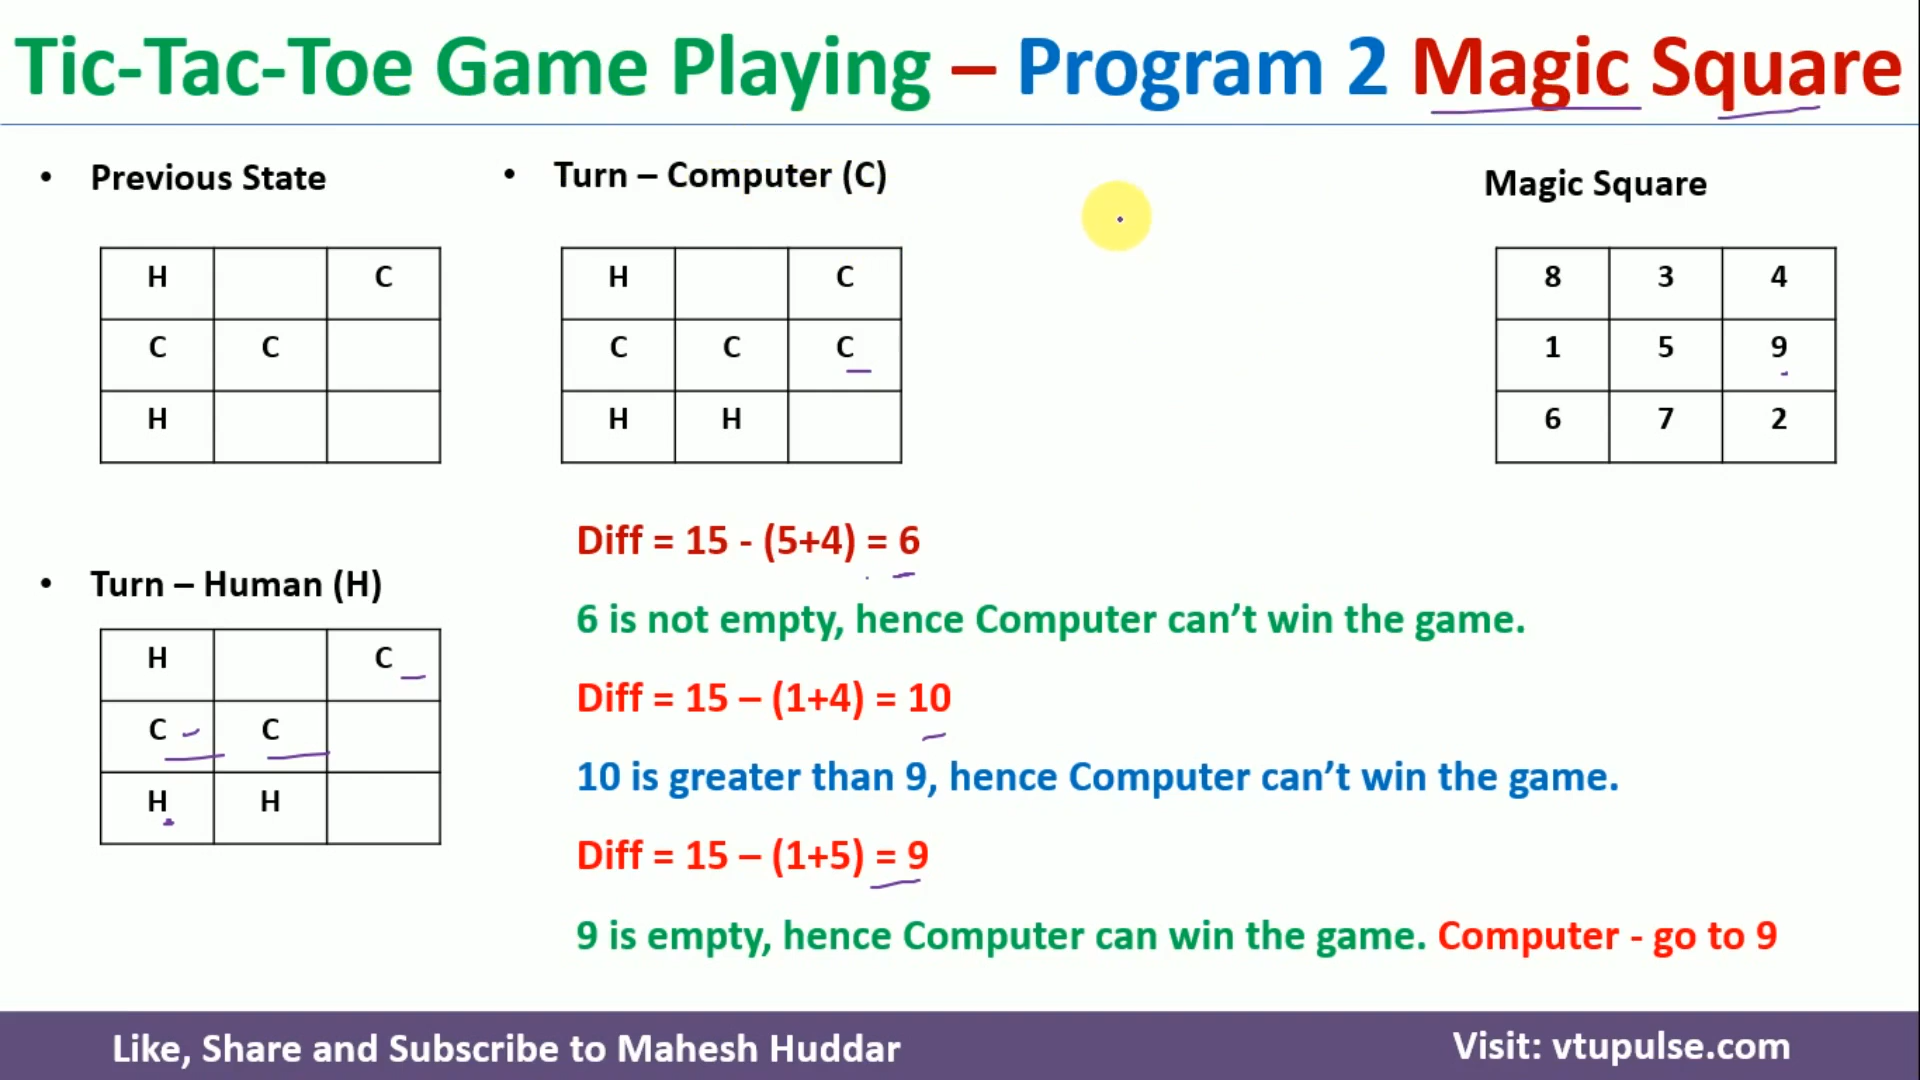 Tic-Tac-Toe Game Playing – Program 2 Magic Square
• Previous State
H C
C C
H
• Turn – Human (H)
H C
C C
H H
• Turn – Computer (C)
H C
C C C
H H
Magic Square
8 3 4
1 5 9
6 7 2
Diff = 15 - (5+4) = 6
6 is not empty, hence Computer can’t win the game.
Diff = 15 – (1+4) = 10
10 is greater than 9, hence Computer can’t win the game.
Diff = 15 – (1+5) = 9
9 is empty, hence Computer can win the game. Computer - go to 9
Like, Share and Subscribe to Mahesh Huddar
Visit: vtupulse.com